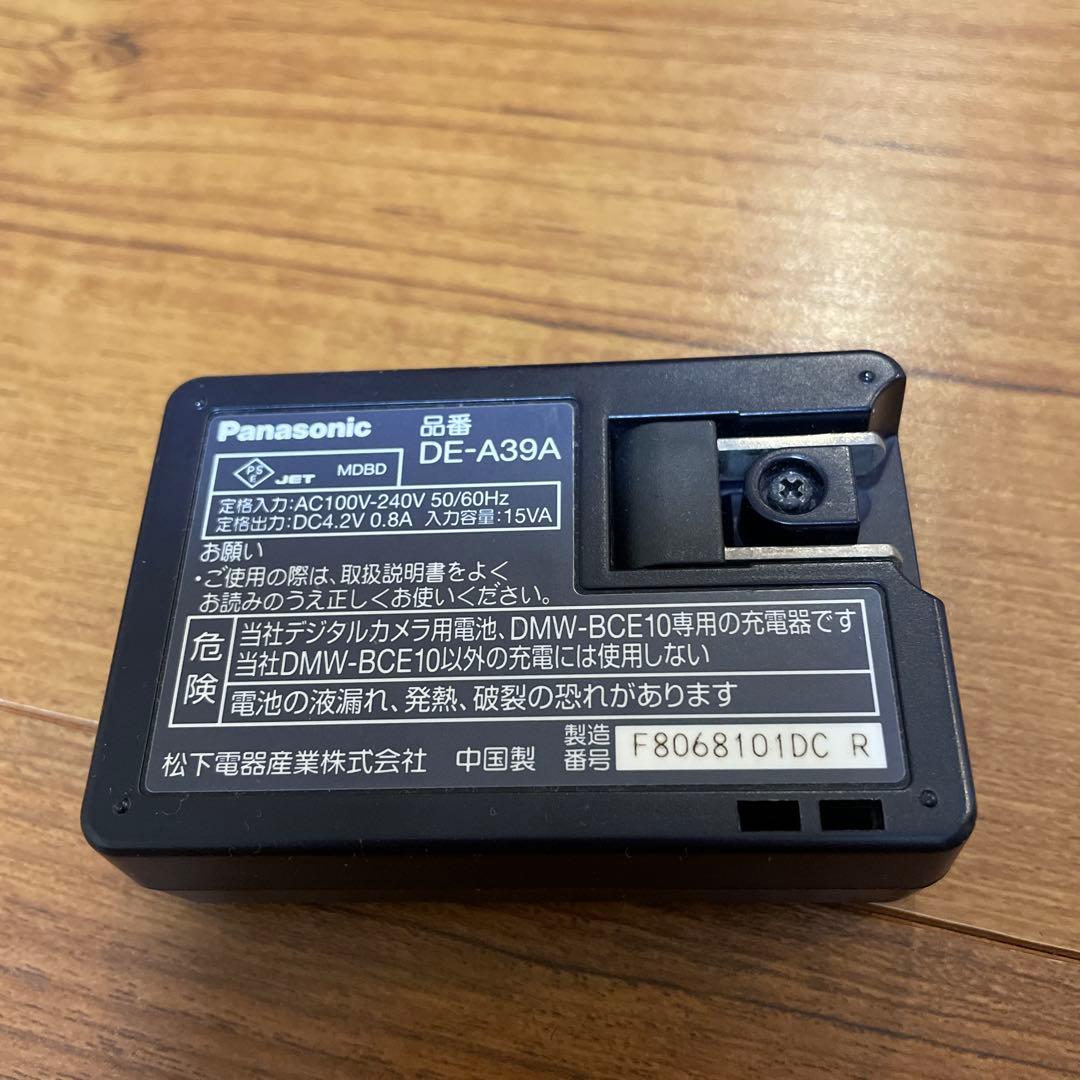 Panasonic
品番
DE-A39A
PSE JET MDBD
定格入力:AC100V-240V 50/60Hz
定格出力:DC4.2V 0.8A 入力容量:15VA
お願い
・ご使用の際は、取扱説明書をよく
お読みのうえ正しくお使いください。
危険
当社デジタルカメラ用電池、DMW-BCE10専用の充電器です
当社DMW-BCE10以外の充電には使用しない
電池の液漏れ、発熱、破裂の恐れがあります
松下電器産業株式会社 中国製 製造番号 F8068101DC R